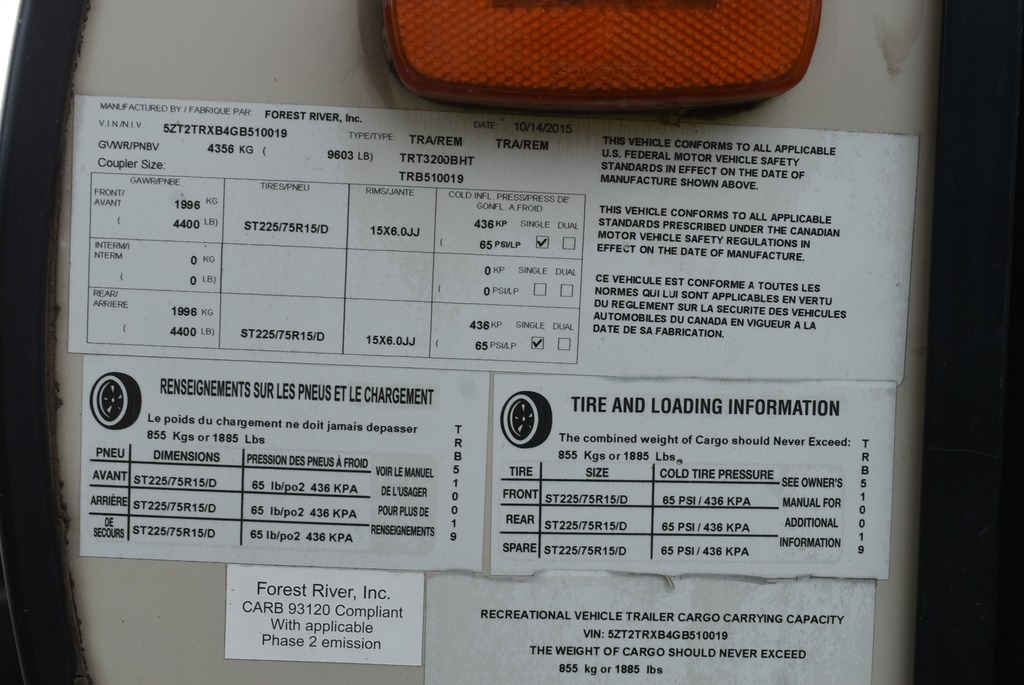 MANUFACTURED BY / FABRIQUE PAR: FOREST RIVER, Inc. DATE: 10/14/2015
V.I.N./N.I.V. 5ZT2TRXB4GB510019 TYPE/TYPE: TRA/REM TRA/REM
GVWR/PNBV 4356 KG ( 9603 LB) TRT3200BHT
Coupler Size: TRB510019
GAWR/PNBE TIRES/PNEU RIMS/JANTE COLD INFL. PRESS/PRESS DE GONFL. A FROID
FRONT/ AVANT 1996 KG 436 KP SINGLE DUAL
( 4400 LB) ST225/75R15/D 15X6.0JJ ( 65 PSI/LP
INTERM/I NTERM 0 KG 0 KP SINGLE DUAL
( 0 LB) ( 0 PSI/LP
REAR/ ARRIERE 1996 KG 436 KP SINGLE DUAL
( 4400 LB) ST225/75R15/D 15X6.0JJ ( 65 PSI/LP
THIS VEHICLE CONFORMS TO ALL APPLICABLE
U.S. FEDERAL MOTOR VEHICLE SAFETY
STANDARDS IN EFFECT ON THE DATE OF
MANUFACTURE SHOWN ABOVE.
THIS VEHICLE CONFORMS TO ALL APPLICABLE
STANDARDS PRESCRIBED UNDER THE CANADIAN
MOTOR VEHICLE SAFETY REGULATIONS IN
EFFECT ON THE DATE OF MANUFACTURE.
CE VEHICULE EST CONFORME A TOUTES LES
NORMES QUI LUI SONT APPLICABLES EN VERTU
DU REGLEMENT SUR LA SECURITE DES VEHICULES
AUTOMOBILES DU CANADA EN VIGUEUR A LA
DATE DE SA FABRICATION.
RENSEIGNEMENTS SUR LES PNEUS ET LE CHARGEMENT
Le poids du chargement ne doit jamais depasser
855 Kgs or 1885 Lbs
PNEU DIMENSIONS PRESSION DES PNEUS À FROID
AVANT ST225/75R15/D 65 lb/po2 436 KPA
ARRIÈRE ST225/75R15/D 65 lb/po2 436 KPA
DE SECOURS ST225/75R15/D 65 lb/po2 436 KPA
VOIR LE MANUEL
DE L'USAGER
POUR PLUS DE
RENSEIGNEMENTS
TRB510019
TIRE AND LOADING INFORMATION
The combined weight of Cargo should Never Exceed:
855 Kgs or 1885 Lbs
TIRE SIZE COLD TIRE PRESSURE
FRONT ST225/75R15/D 65 PSI / 436 KPA
REAR ST225/75R15/D 65 PSI / 436 KPA
SPARE ST225/75R15/D 65 PSI / 436 KPA
SEE OWNER'S
MANUAL FOR
ADDITIONAL
INFORMATION
TRB510019
Forest River, Inc.
CARB 93120 Compliant
With applicable
Phase 2 emission
RECREATIONAL VEHICLE TRAILER CARGO CARRYING CAPACITY
VIN: 5ZT2TRXB4GB510019
THE WEIGHT OF CARGO SHOULD NEVER EXCEED
855 kg or 1885 lbs